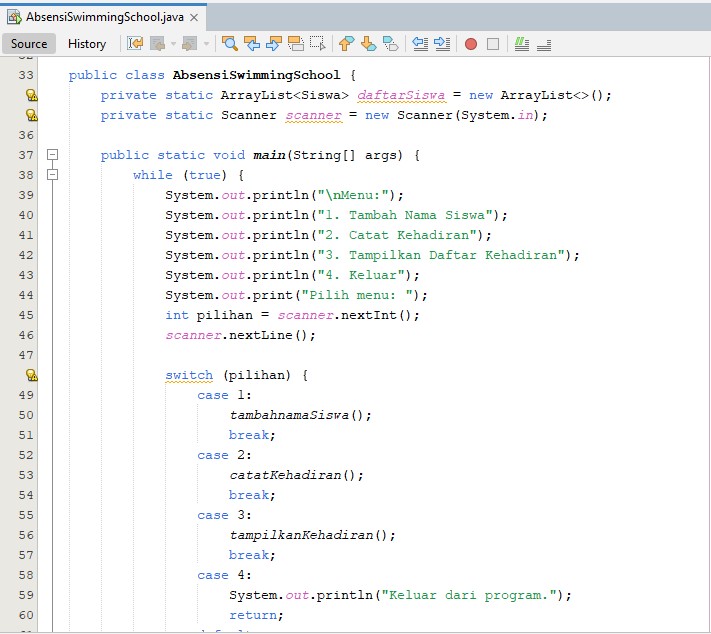 AbsensiSwimmingSchool.java
Source History
33 public class AbsensiSwimmingSchool {
private static ArrayList<Siswa> daftarSiswa = new ArrayList<>();
private static Scanner scanner = new Scanner(System.in);
36
37 public static void main(String[] args) {
38 while (true) {
39 System.out.println("\nMenu:");
40 System.out.println("1. Tambah Nama Siswa");
41 System.out.println("2. Catat Kehadiran");
42 System.out.println("3. Tampilkan Daftar Kehadiran");
43 System.out.println("4. Keluar");
44 System.out.print("Pilih menu: ");
45 int pilihan = scanner.nextInt();
46 scanner.nextLine();
47
switch (pilihan) {
49 case 1:
50 tambahnamaSiswa();
51 break;
52 case 2:
53 catatKehadiran();
54 break;
55 case 3:
56 tampilkanKehadiran();
57 break;
58 case 4:
59 System.out.println("Keluar dari program.");
60 return;